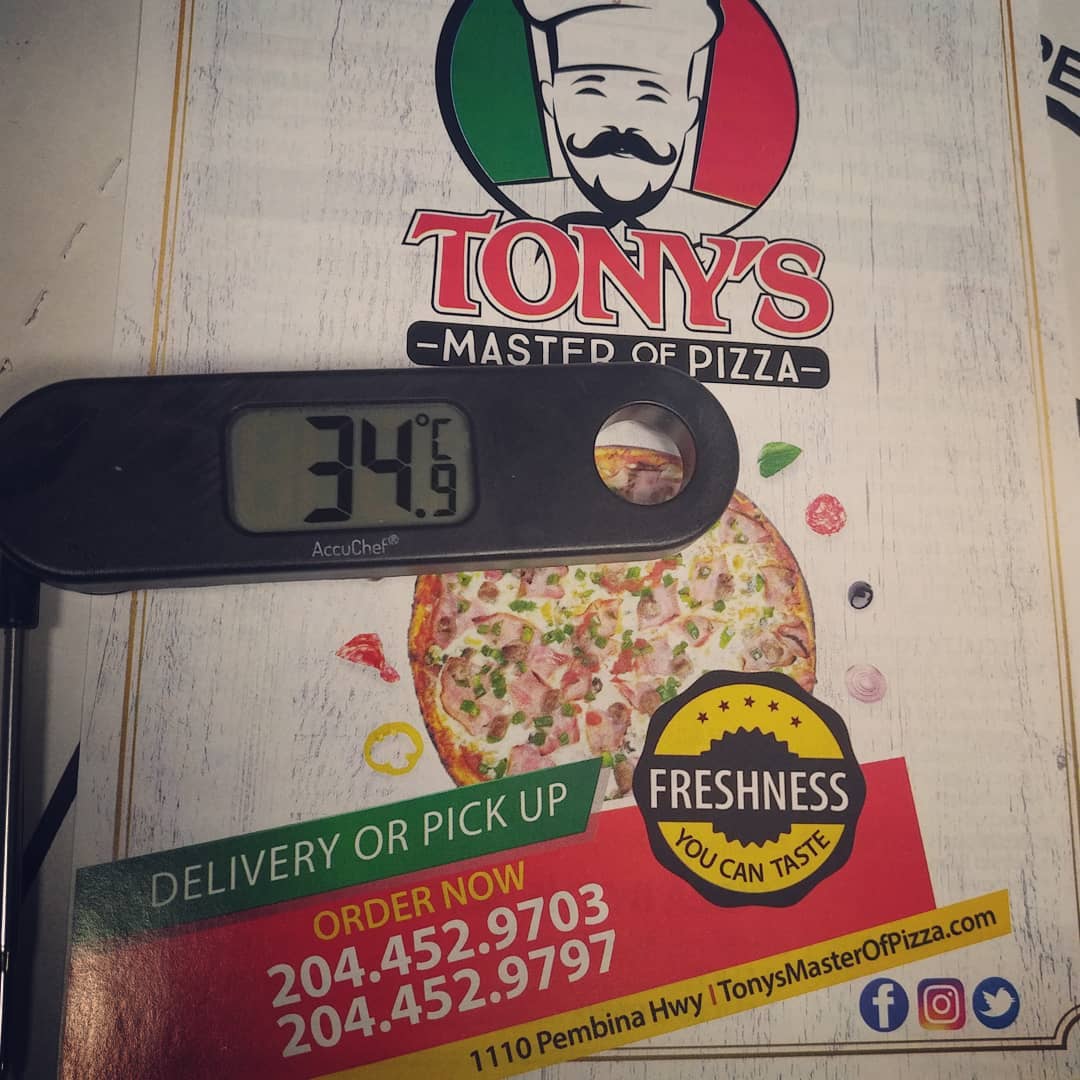 TONY'S
-MASTER OF PIZZA-
34.9 °C
AccuChef®
FRESHNESS
YOU CAN TASTE
DELIVERY OR PICK UP
ORDER NOW
204.452.9703
204.452.9797
1110 Pembina Hwy | TonysMasterOfPizza.com